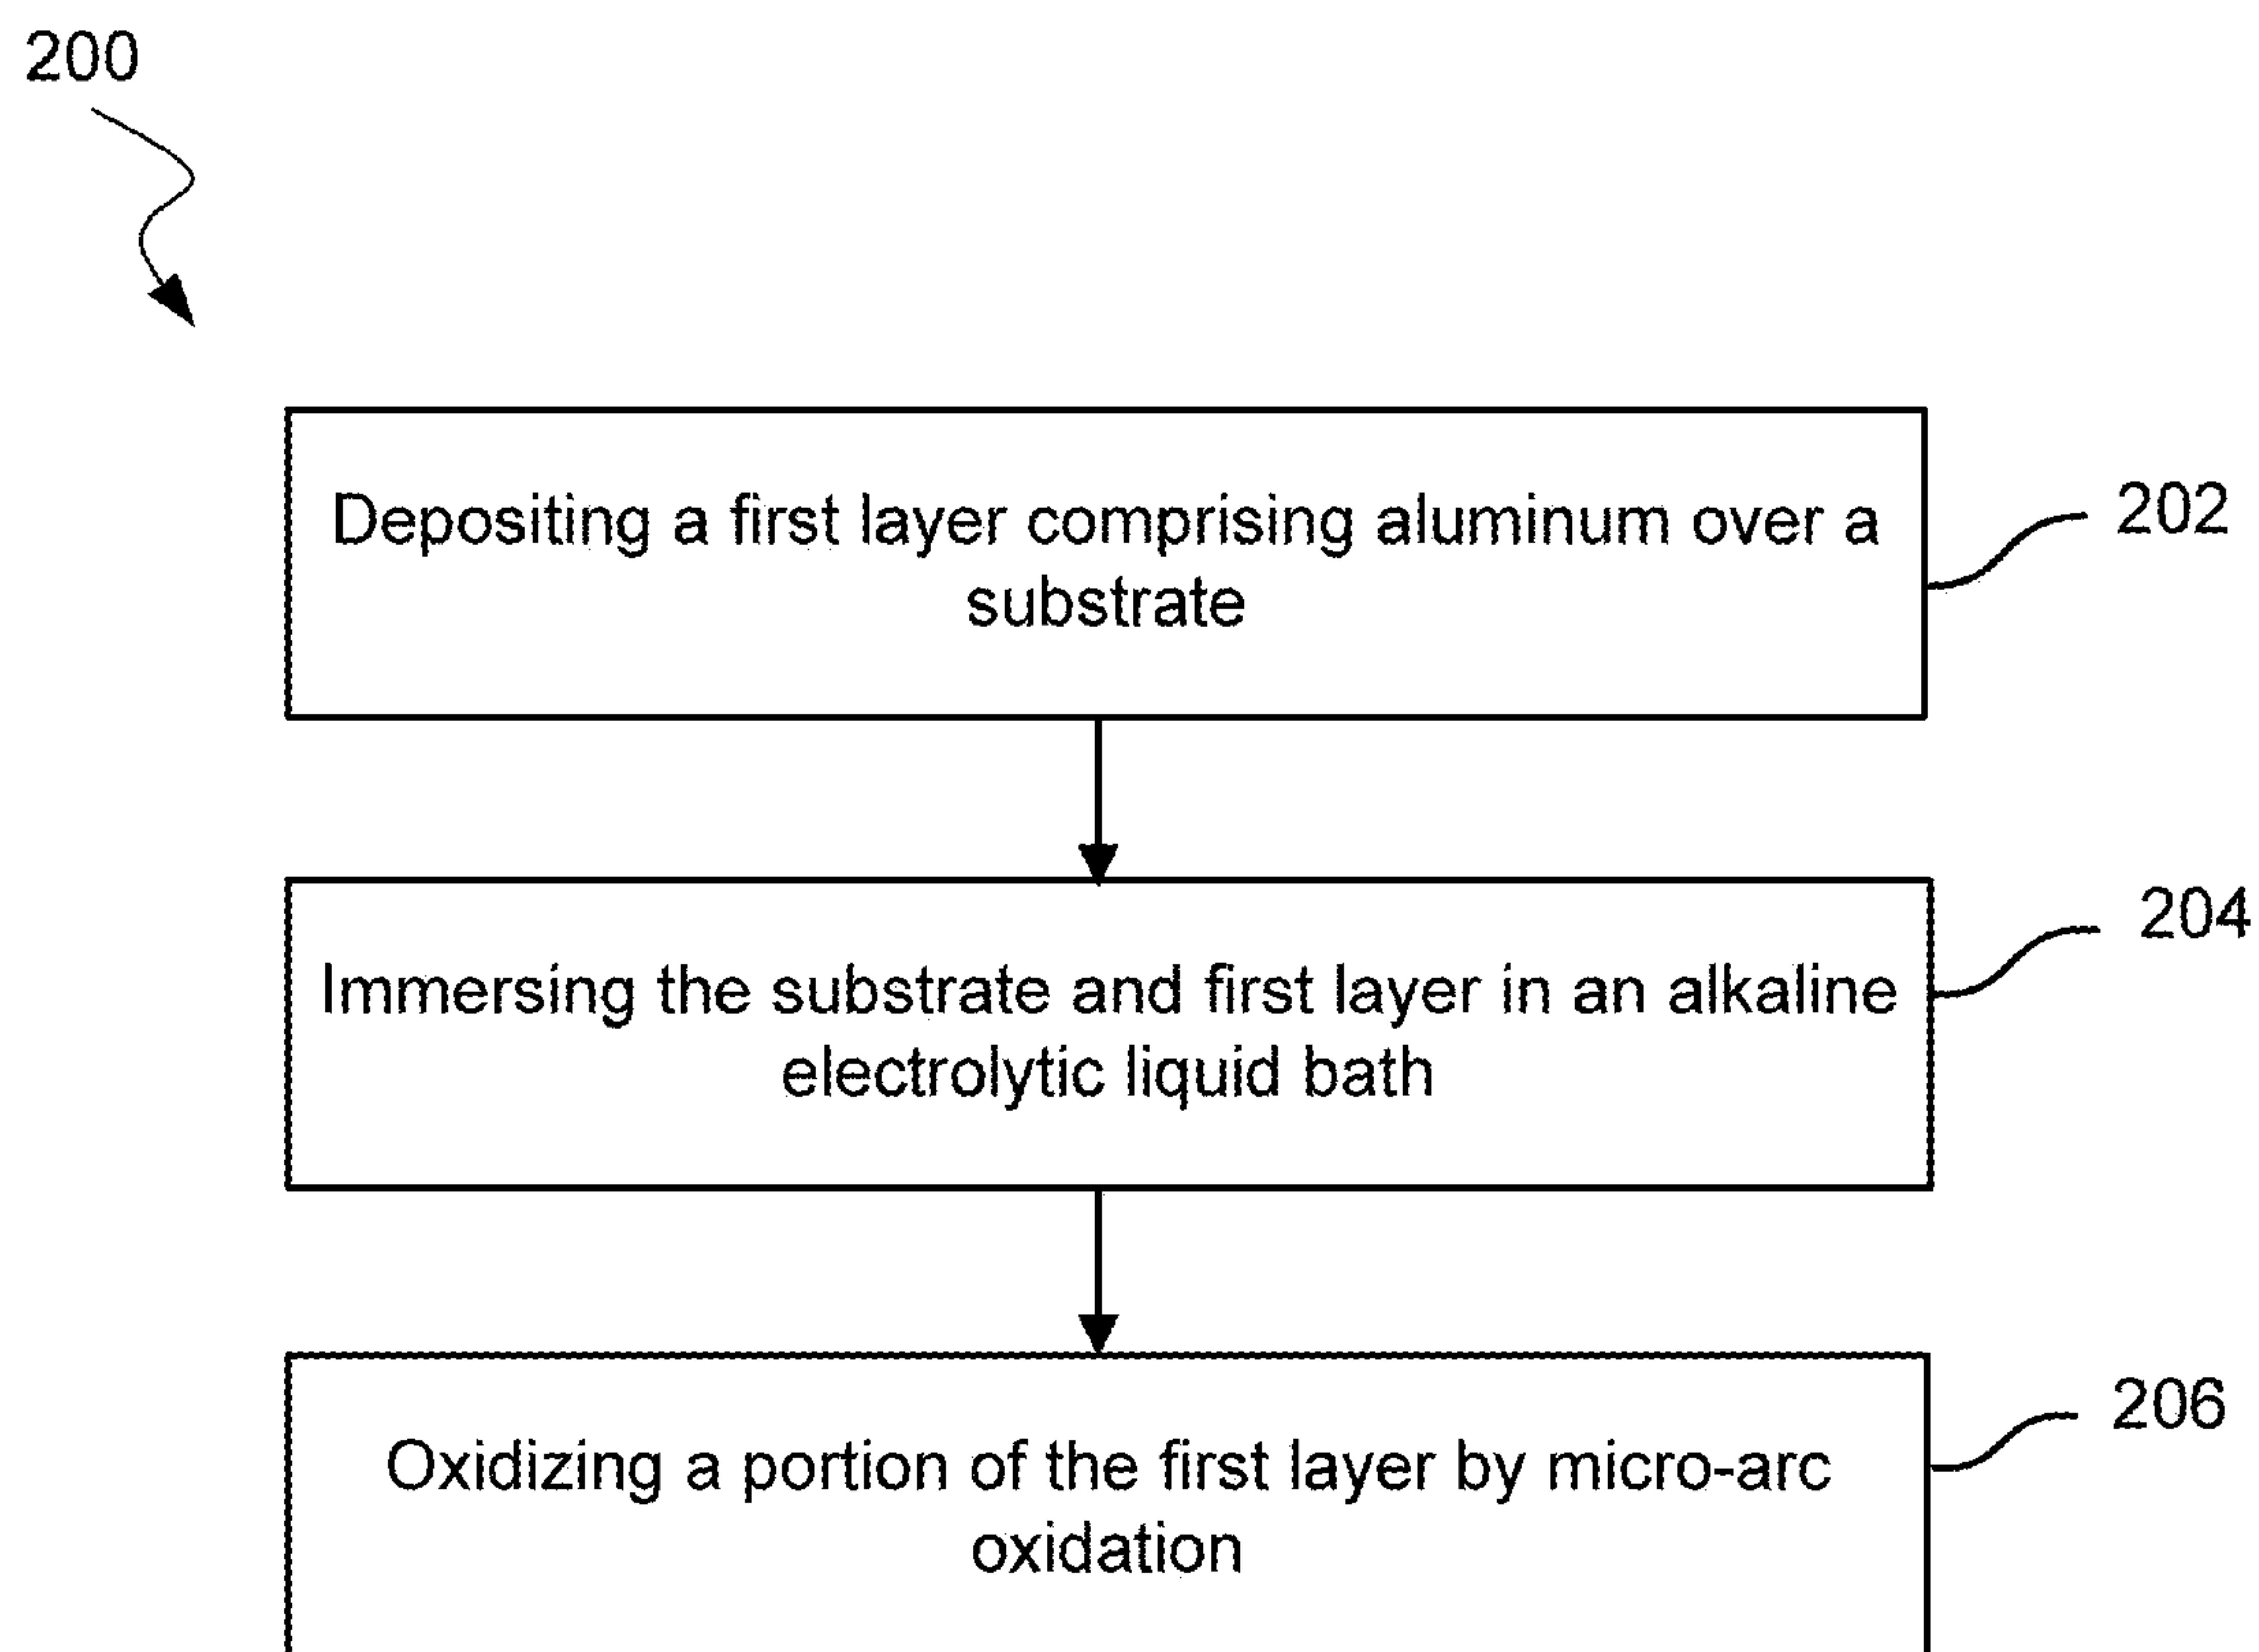 200
Depositing a first layer comprising aluminum over a
substrate
202
Immersing the substrate and first layer in an alkaline
electrolytic liquid bath
204
Oxidizing a portion of the first layer by micro-arc
oxidation
206